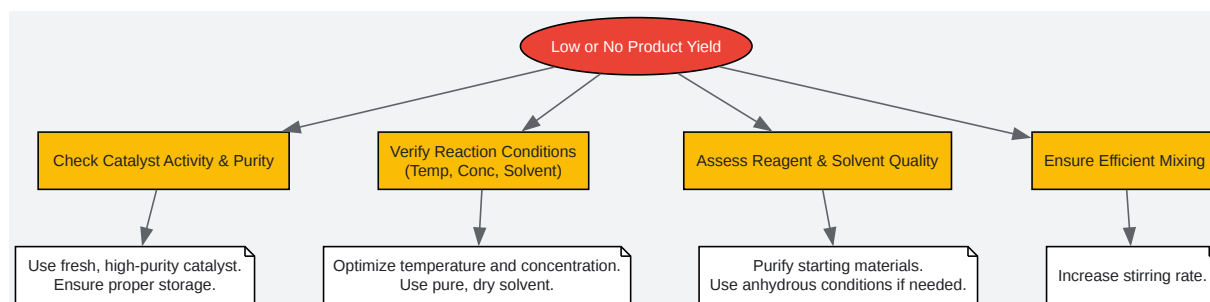 Low or No Product Yield
Check Catalyst Activity & Purity
Verify Reaction Conditions
(Temp, Conc, Solvent)
Assess Reagent & Solvent Quality
Ensure Efficient Mixing
Use fresh, high-purity catalyst.
Ensure proper storage.
Optimize temperature and concentration.
Use pure, dry solvent.
Purify starting materials.
Use anhydrous conditions if needed.
Increase stirring rate.